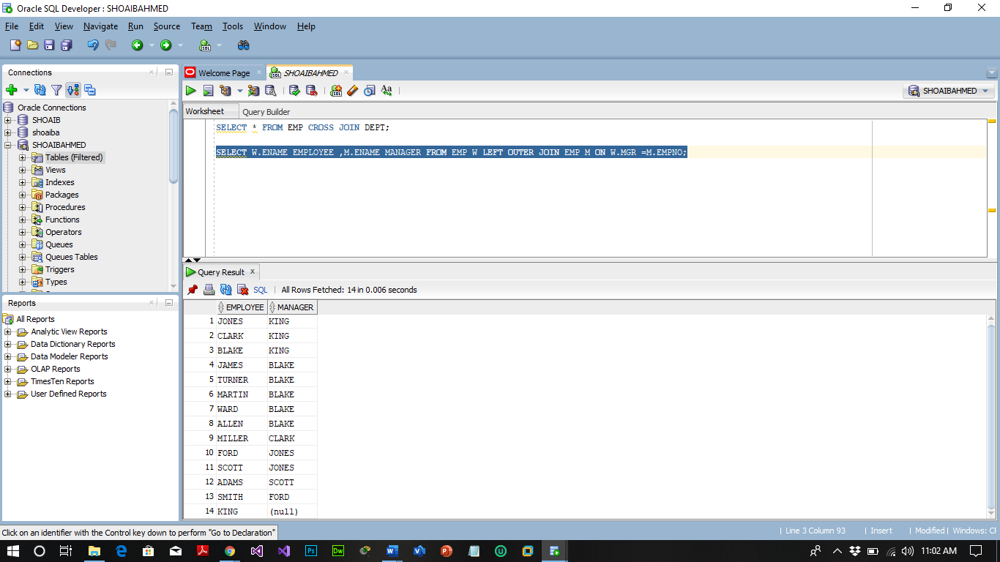 Oracle SQL Developer : SHOAIBAHMED
File Edit View Navigate Run Source Team Tools Window Help
Connections
Oracle Connections
SHOAIB
shoaiba
SHOAIBAHMED
Tables (Filtered)
Views
Indexes
Packages
Procedures
Functions
Operators
Queues
Queues Tables
Triggers
Types
Reports
All Reports
Analytic View Reports
Data Dictionary Reports
Data Modeler Reports
OLAP Reports
TimesTen Reports
User Defined Reports
Welcome Page
SHOAIBAHMED
SHOAIBAHMED
Worksheet Query Builder
SELECT * FROM EMP CROSS JOIN DEPT;
SELECT W.ENAME EMPLOYEE ,M.ENAME MANAGER FROM EMP W LEFT OUTER JOIN EMP M ON W.MGR =M.EMPNO;
Query Result
SQL | All Rows Fetched: 14 in 0.006 seconds
EMPLOYEE MANAGER
1 JONES KING
2 CLARK KING
3 BLAKE KING
4 JAMES BLAKE
5 TURNER BLAKE
6 MARTIN BLAKE
7 WARD BLAKE
8 ALLEN BLAKE
9 MILLER CLARK
10 FORD JONES
11 SCOTT JONES
12 ADAMS SCOTT
13 SMITH FORD
14 KING (null)
Click on an identifier with the Control key down to perform "Go to Declaration"
| Line 3 Column 93 | Insert | Modified | Windows: CF
11:02 AM